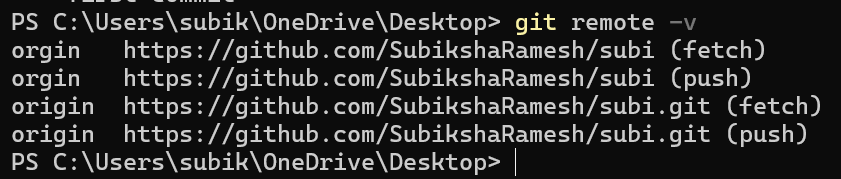 PS C:\Users\subik\OneDrive\Desktop> git remote -v
orgin   https://github.com/SubikshaRamesh/subi (fetch)
orgin   https://github.com/SubikshaRamesh/subi (push)
origin  https://github.com/SubikshaRamesh/subi.git (fetch)
origin  https://github.com/SubikshaRamesh/subi.git (push)
PS C:\Users\subik\OneDrive\Desktop>